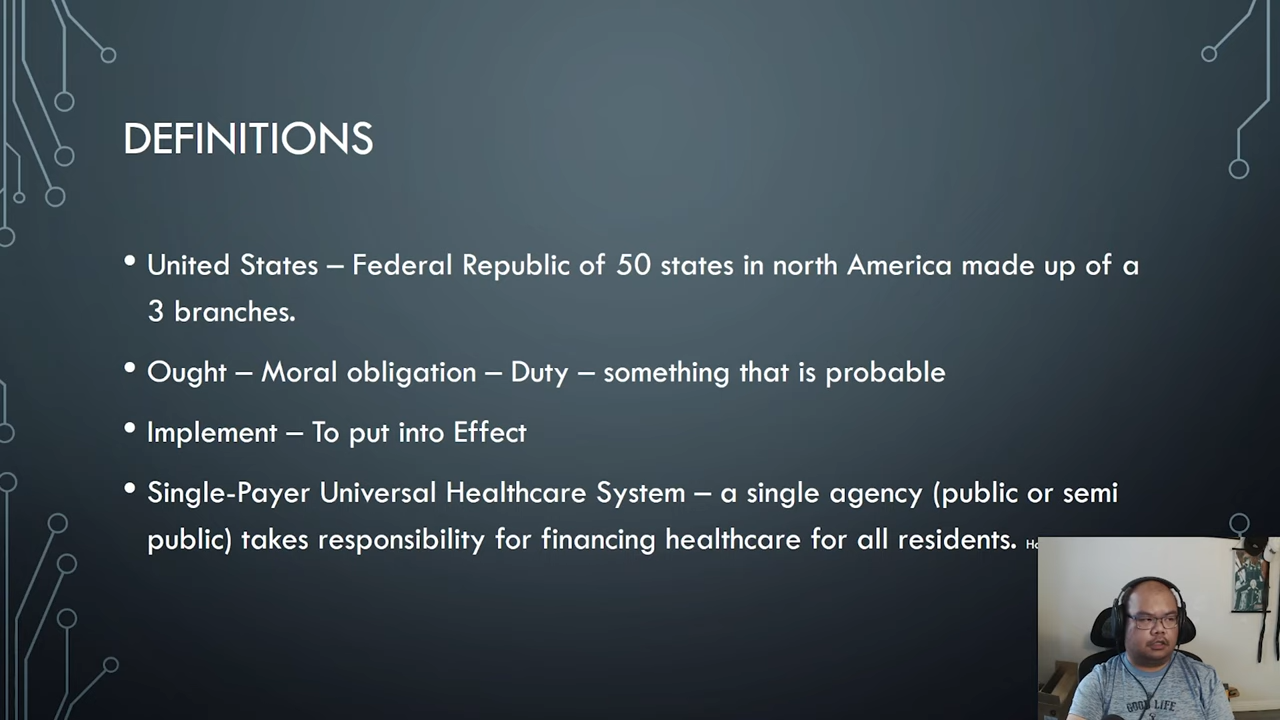 DEFINITIONS
• United States – Federal Republic of 50 states in north America made up of a
3 branches.
• Ought – Moral obligation – Duty – something that is probable
• Implement – To put into Effect
• Single-Payer Universal Healthcare System – a single agency (public or semi
public) takes responsibility for financing healthcare for all residents.
GOOD LIFE